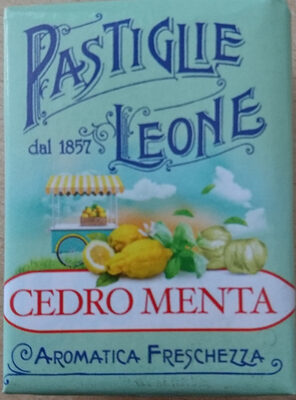 PASTIGLIE
LEONE
dal 1857
CEDRO MENTA
AROMATICA FRESCHEZZA